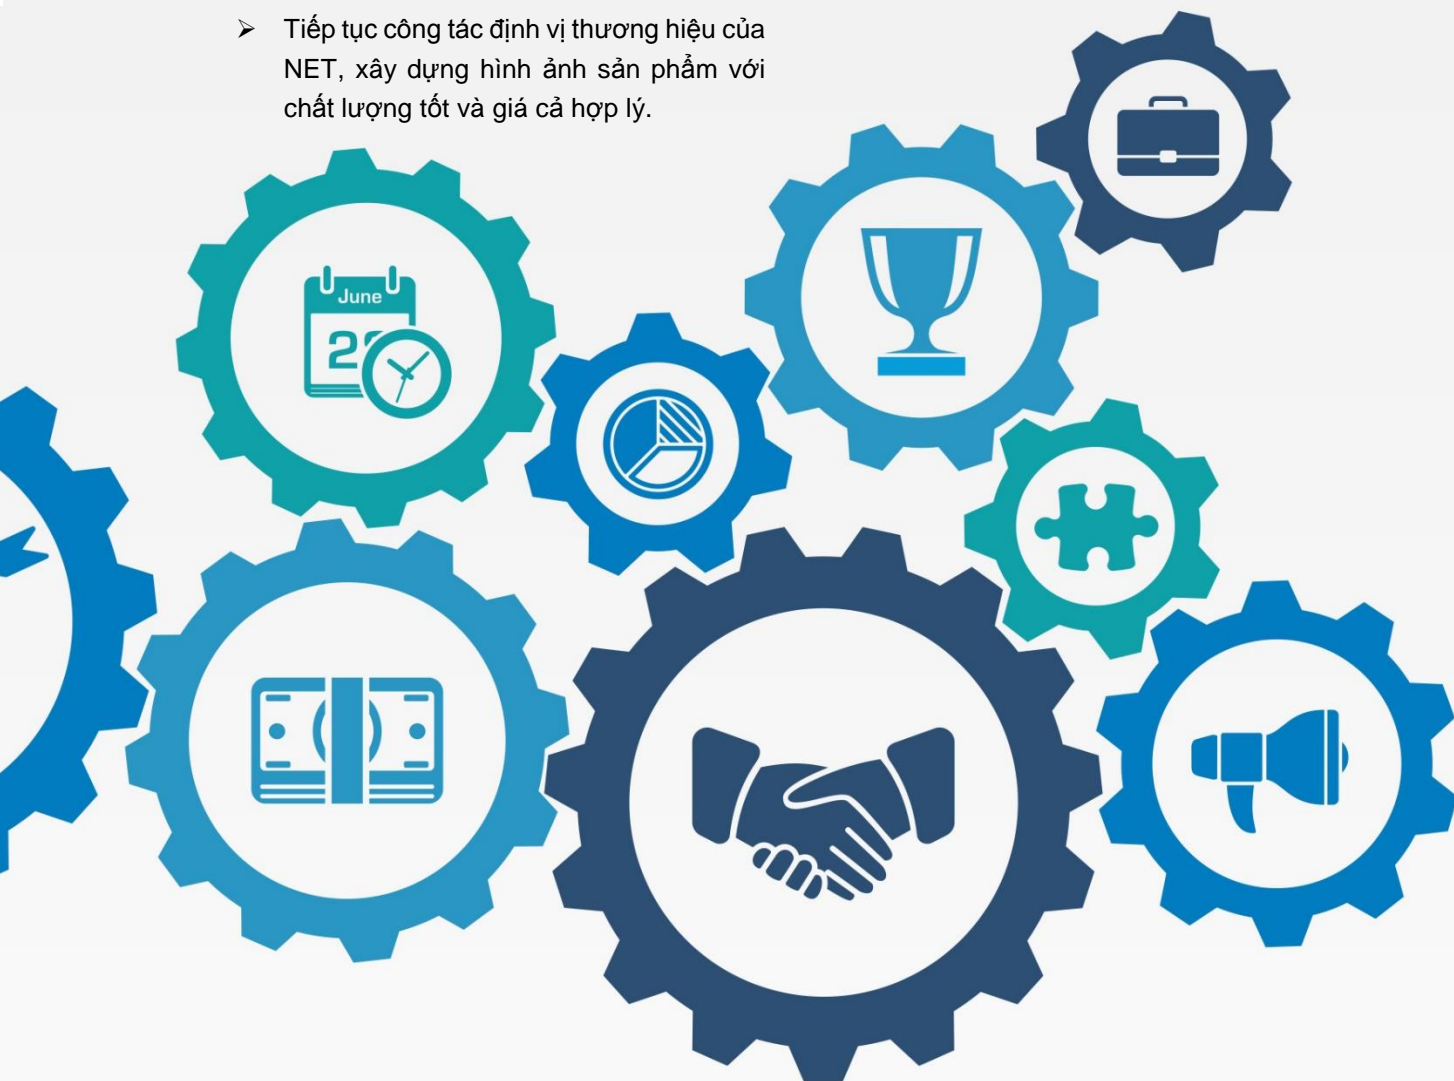 ➢ Tiếp tục công tác định vị thương hiệu của
NET, xây dựng hình ảnh sản phẩm với
chất lượng tốt và giá cả hợp lý.
June